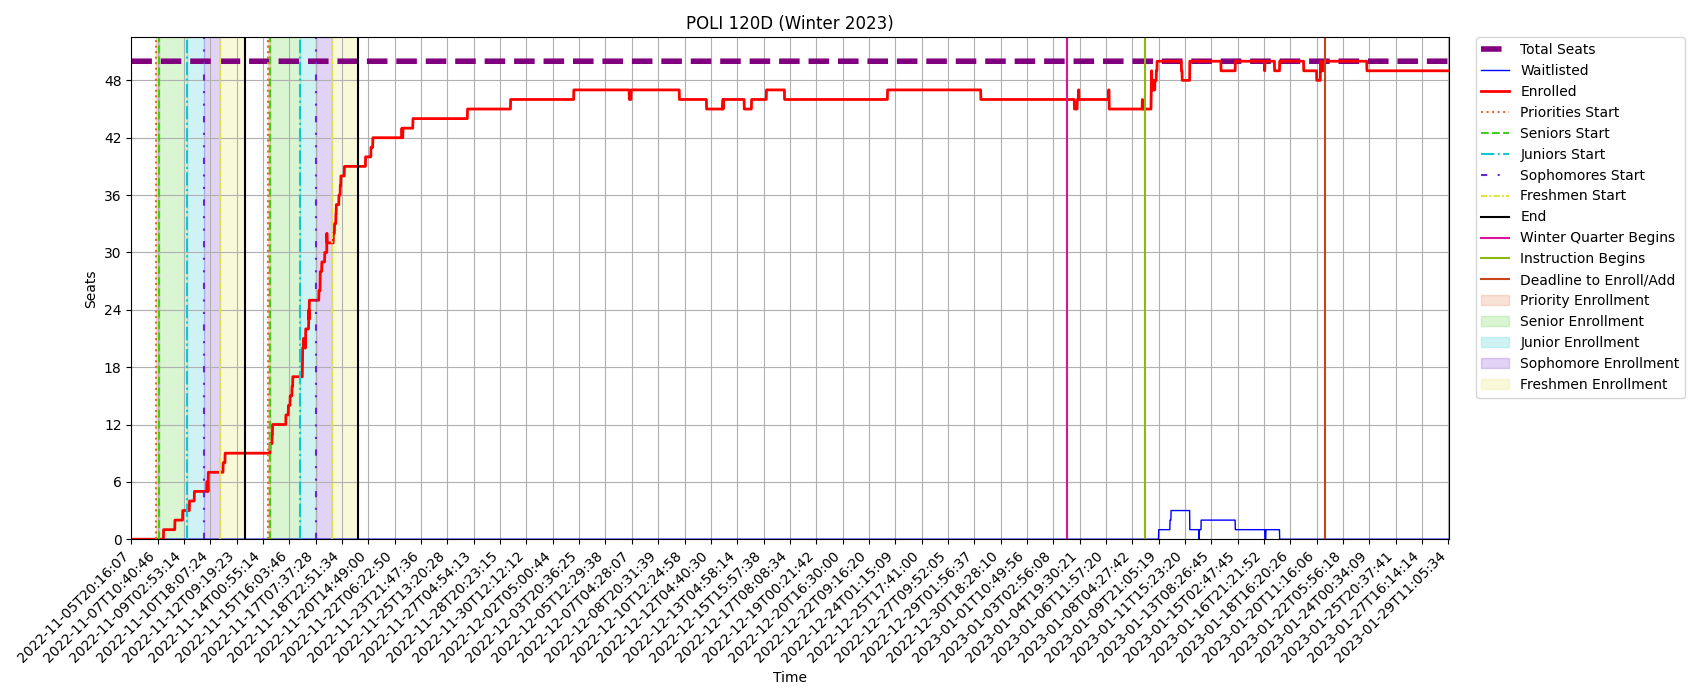 POLI 120D (Winter 2023)
Seats
48
42
36
30
24
18
12
6
0
2022-11-05T20:16:07
2022-11-07T10:40:46
2022-11-09T02:53:14
2022-11-10T18:07:24
2022-11-12T09:19:23
2022-11-14T00:55:14
2022-11-15T16:03:46
2022-11-17T07:37:28
2022-11-18T22:51:34
2022-11-20T14:49:00
2022-11-22T06:22:50
2022-11-23T21:47:36
2022-11-25T13:20:28
2022-11-27T04:54:13
2022-11-28T20:23:15
2022-11-30T12:12:12
2022-12-02T05:00:44
2022-12-03T20:36:25
2022-12-05T12:29:38
2022-12-07T04:28:07
2022-12-08T20:31:39
2022-12-10T12:24:58
2022-12-12T04:40:30
2022-12-13T04:58:14
2022-12-15T15:57:38
2022-12-17T08:08:34
2022-12-19T00:21:42
2022-12-20T16:30:00
2022-12-22T09:16:20
2022-12-24T01:15:09
2022-12-25T17:41:00
2022-12-27T09:52:05
2022-12-29T01:56:37
2022-12-30T18:28:10
2023-01-01T10:49:56
2023-01-03T02:56:08
2023-01-04T19:30:21
2023-01-06T11:57:20
2023-01-08T04:27:42
2023-01-09T21:05:19
2023-01-11T15:23:20
2023-01-13T08:26:45
2023-01-15T02:47:45
2023-01-16T21:21:52
2023-01-18T16:20:26
2023-01-20T11:16:06
2023-01-22T05:56:18
2023-01-24T00:34:09
2023-01-25T20:37:41
2023-01-27T16:14:14
2023-01-29T11:05:34
Time
Total Seats
Waitlisted
Enrolled
Priorities Start
Seniors Start
Juniors Start
Sophomores Start
Freshmen Start
End
Winter Quarter Begins
Instruction Begins
Deadline to Enroll/Add
Priority Enrollment
Senior Enrollment
Junior Enrollment
Sophomore Enrollment
Freshmen Enrollment